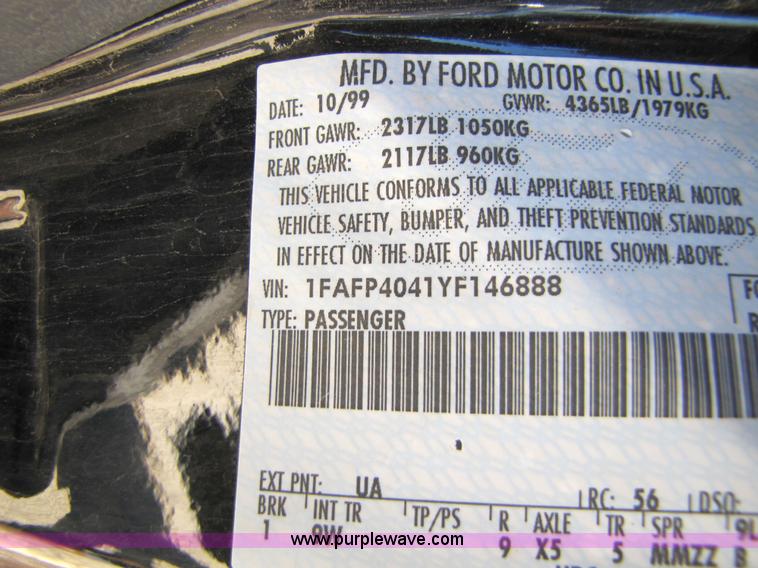 MFD. BY FORD MOTOR CO. IN U.S.A.
DATE: 10/99 GVWR: 4365LB/1979KG
FRONT GAWR: 2317LB 1050KG
REAR GAWR: 2117LB 960KG
THIS VEHICLE CONFORMS TO ALL APPLICABLE FEDERAL MOTOR
VEHICLE SAFETY, BUMPER, AND THEFT PREVENTION STANDARDS
IN EFFECT ON THE DATE OF MANUFACTURE SHOWN ABOVE.
VIN: 1FAFP4041YF146888
TYPE: PASSENGER
EXT PNT: UA RC: 56 DSO:
BRK INT TR TP/PS R AXLE TR SPR
1 9 X5 5 MMZZ B
www.purplewave.com